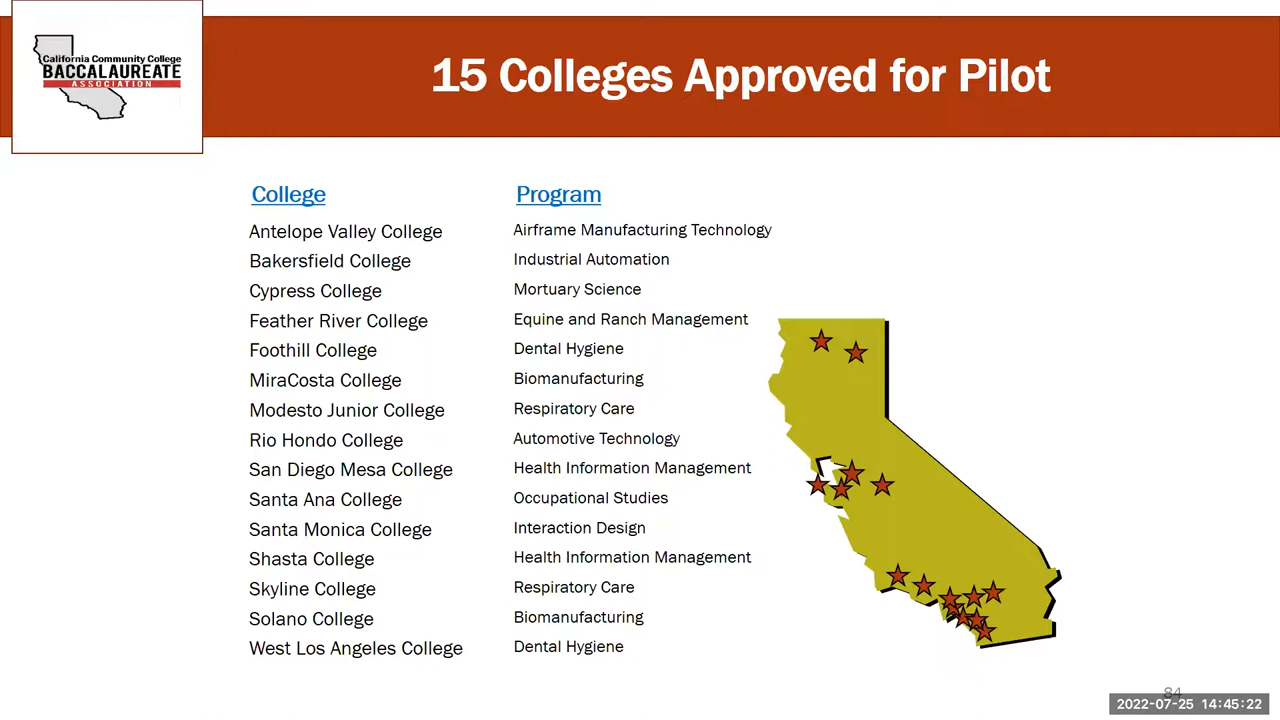 California Community College
BACCALAUREATE
ASSOCIATION
15 Colleges Approved for Pilot
College Program
Antelope Valley College Airframe Manufacturing Technology
Bakersfield College Industrial Automation
Cypress College Mortuary Science
Feather River College Equine and Ranch Management
Foothill College Dental Hygiene
MiraCosta College Biomanufacturing
Modesto Junior College Respiratory Care
Rio Hondo College Automotive Technology
San Diego Mesa College Health Information Management
Santa Ana College Occupational Studies
Santa Monica College Interaction Design
Shasta College Health Information Management
Skyline College Respiratory Care
Solano College Biomanufacturing
West Los Angeles College Dental Hygiene
84
2022-07-25 14:45:22